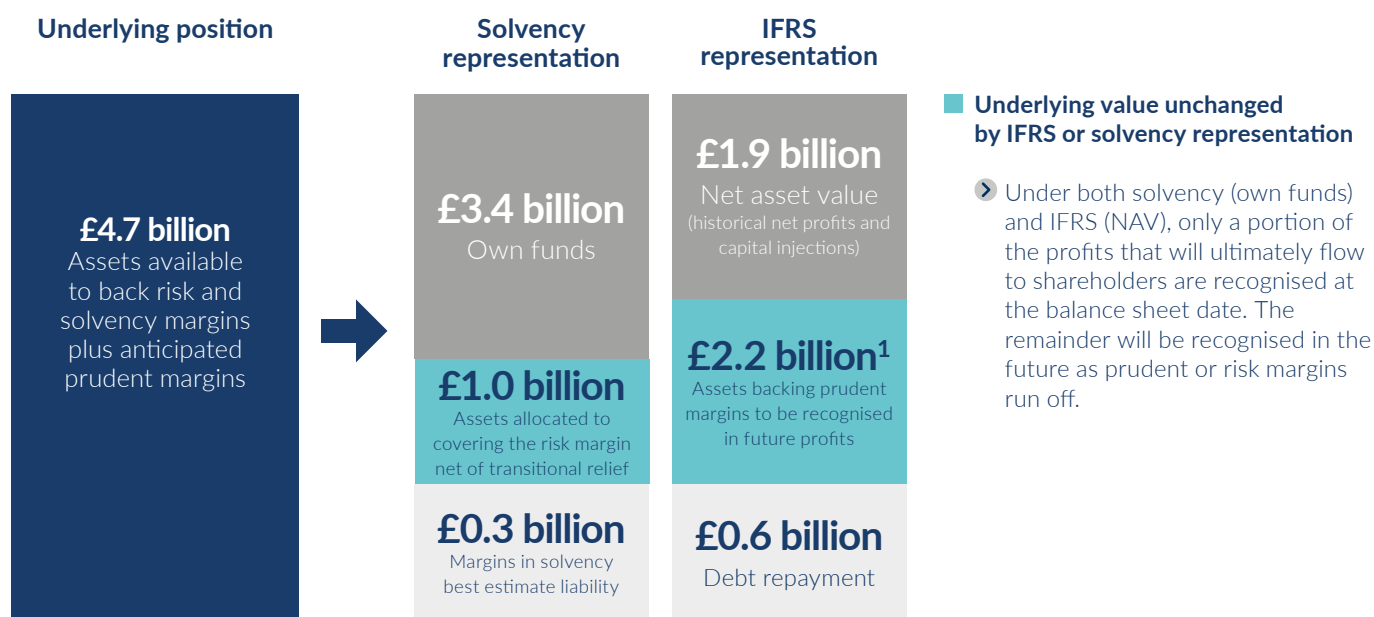 Underlying position
Solvency
representation
IFRS
representation
£4.7 billion
Assets available
to back risk and
solvency margins
plus anticipated
prudent margins
£3.4 billion
Own funds
£1.0 billion
Assets allocated to
covering the risk margin
net of transitional relief
£0.3 billion
Margins in solvency
best estimate liability
£1.9 billion
Net asset value
(historical net profits and
capital injections)
£2.2 billion¹
Assets backing prudent
margins to be recognised
in future profits
£0.6 billion
Debt repayment
Underlying value unchanged
by IFRS or solvency representation
Under both solvency (own funds)
and IFRS (NAV), only a portion of
the profits that will ultimately flow
to shareholders are recognised at
the balance sheet date. The
remainder will be recognised in the
future as prudent or risk margins
run off.